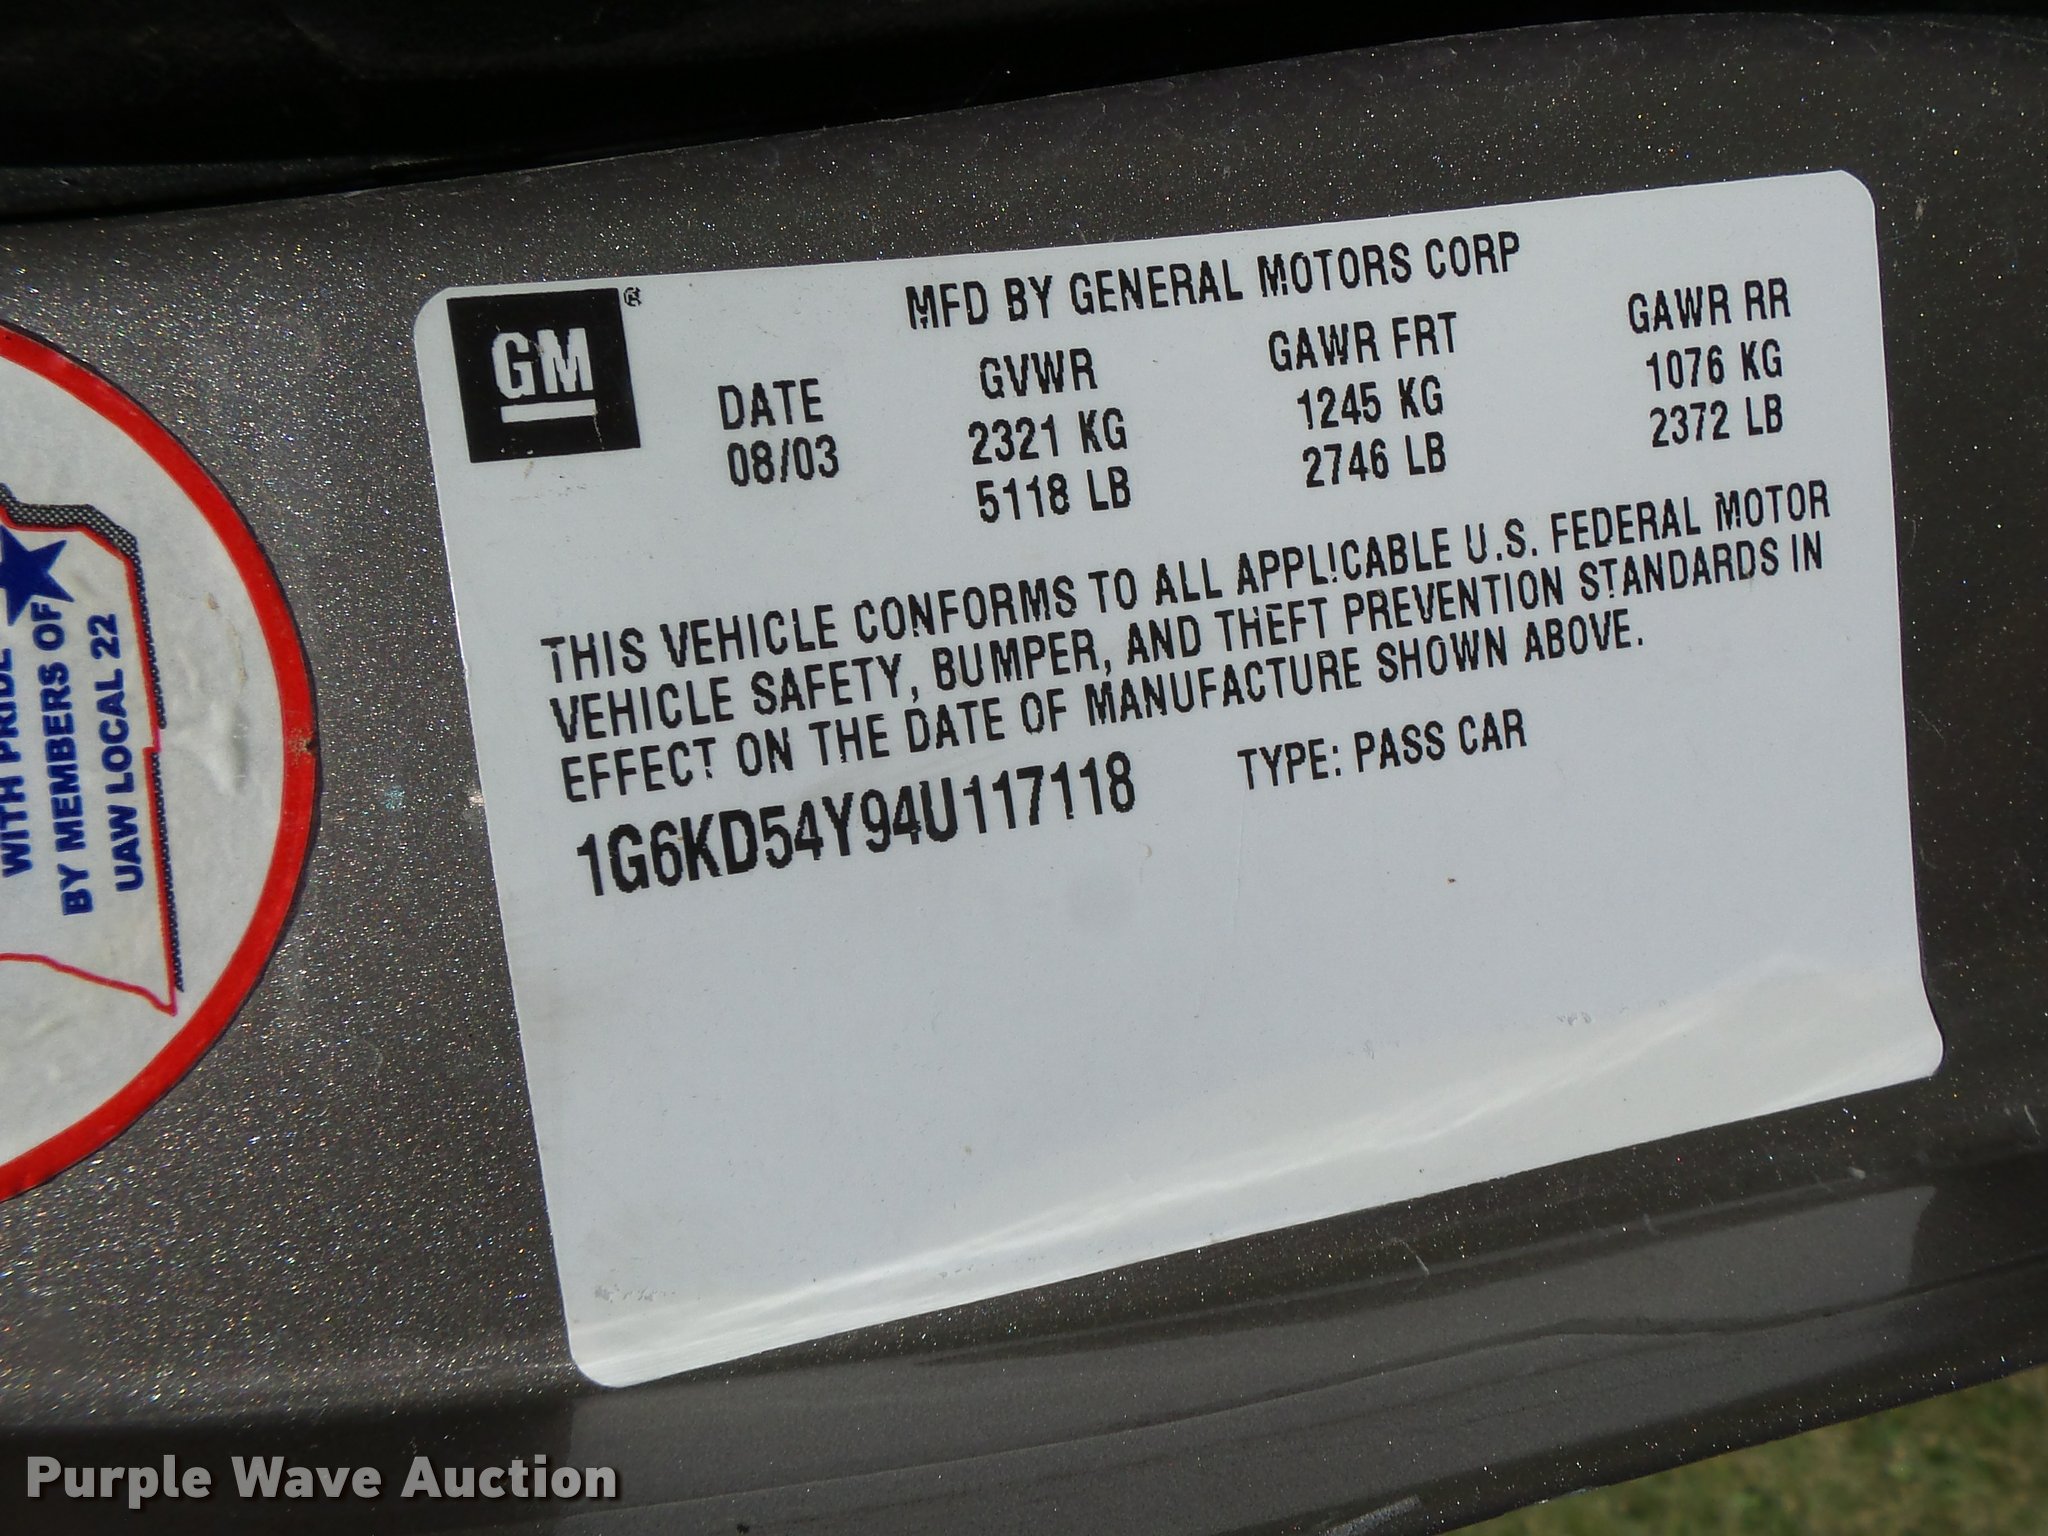 GM
MFD BY GENERAL MOTORS CORP
DATE GVWR GAWR FRT GAWR RR
08/03 2321 KG 1245 KG 1076 KG
5118 LB 2746 LB 2372 LB
THIS VEHICLE CONFORMS TO ALL APPLICABLE U.S. FEDERAL MOTOR
VEHICLE SAFETY, BUMPER, AND THEFT PREVENTION STANDARDS IN
EFFECT ON THE DATE OF MANUFACTURE SHOWN ABOVE.
1G6KD54Y94U117118 TYPE: PASS CAR
WITH PRIDE
BY MEMBERS OF
UAW LOCAL 22
Purple Wave Auction